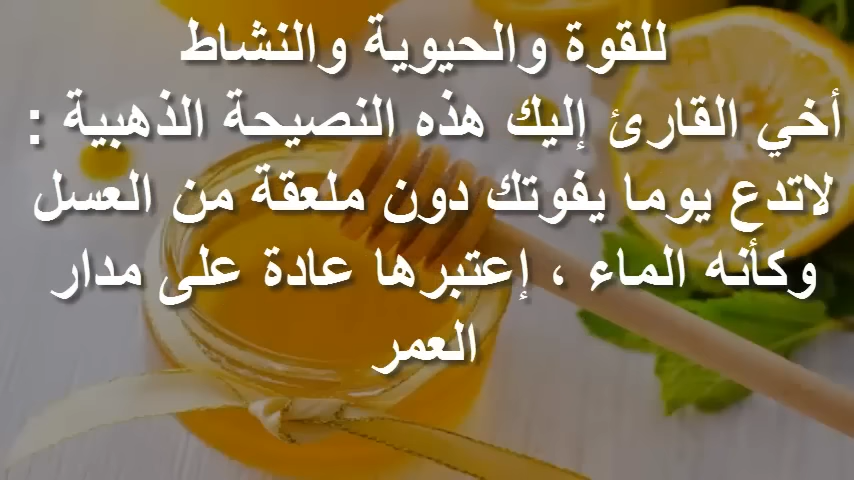 للقوة والحيوية والنشاط
أخي القارئ إليك هذه النصيحة الذهبية :
لاتدع يوما يفوتك دون ملعقة من العسل
وكأنه الماء ، إعتبرها عادة على مدار
العمر